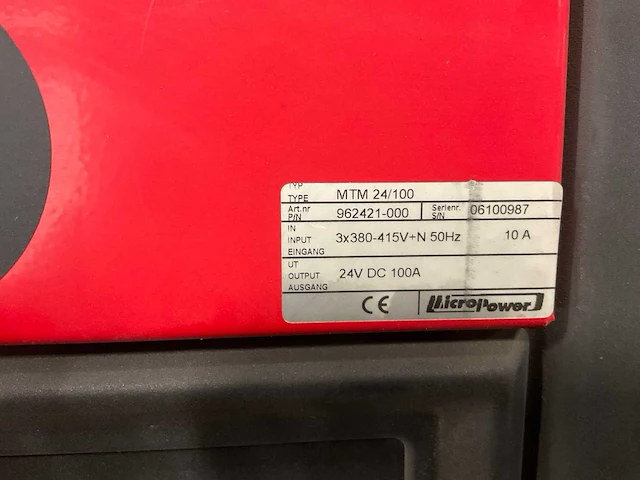 TYP
TYPE MTM 24/100
Art.nr Serienr.
P/N 962421-000 S/N 06100987
IN
INPUT 3x380-415V+N 50Hz 10 A
EINGANG
UT
OUTPUT 24V DC 100A
AUSGANG
CE MicroPower